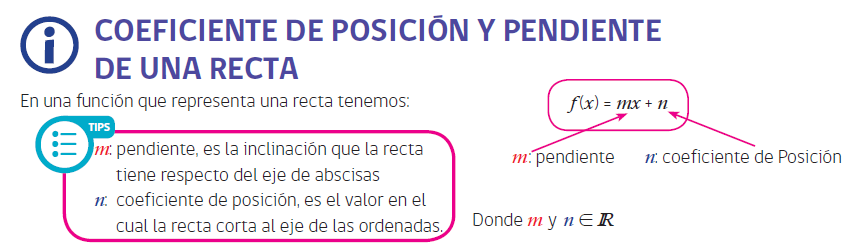 COEFICIENTE DE POSICIÓN Y PENDIENTE
DE UNA RECTA
En una función que representa una recta tenemos:
TIPS
m: pendiente, es la inclinación que la recta
tiene respecto del eje de abscisas
n: coeficiente de posición, es el valor en el
cual la recta corta al eje de las ordenadas.
f(x) = mx + n
m: pendiente
n: coeficiente de Posición
Donde m y n ∈ ℝ